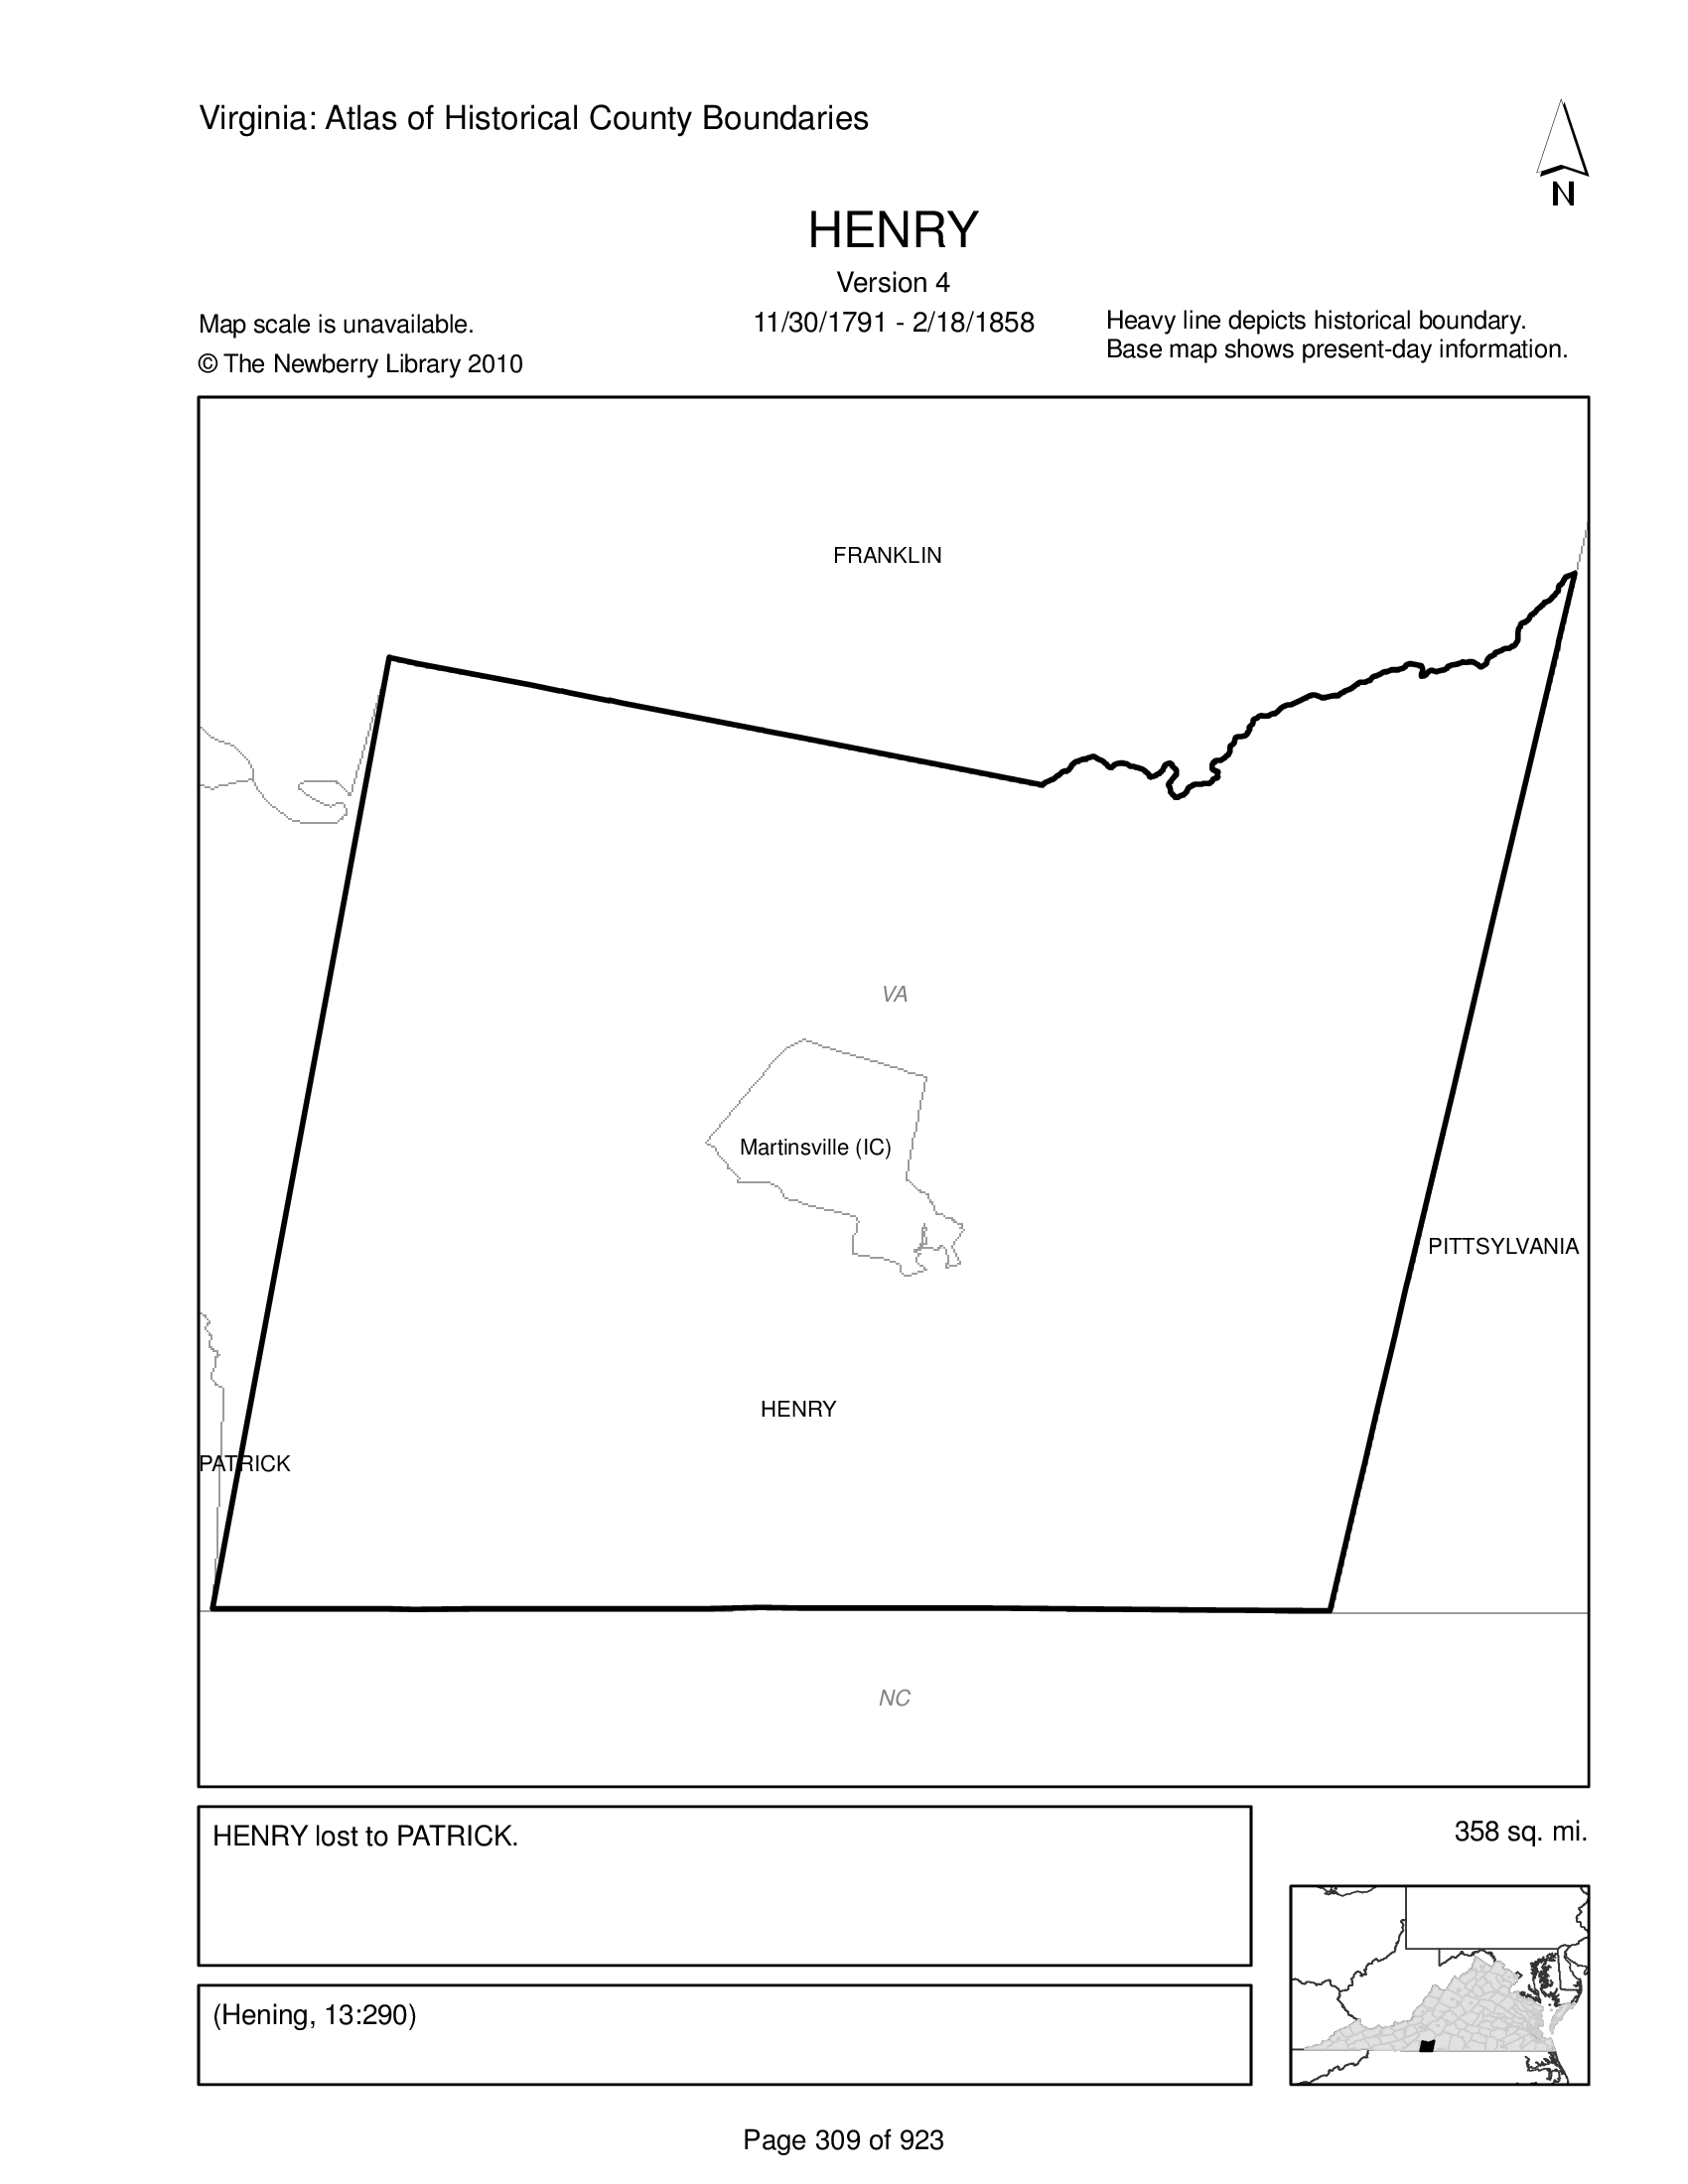 Virginia: Atlas of Historical County Boundaries
N
HENRY
Version 4
11/30/1791 - 2/18/1858
Map scale is unavailable.
© The Newberry Library 2010
Heavy line depicts historical boundary.
Base map shows present-day information.
FRANKLIN
VA
Martinsville (IC)
PITTSYLVANIA
HENRY
PATRICK
NC
HENRY lost to PATRICK.
358 sq. mi.
(Hening, 13:290)
Page 309 of 923